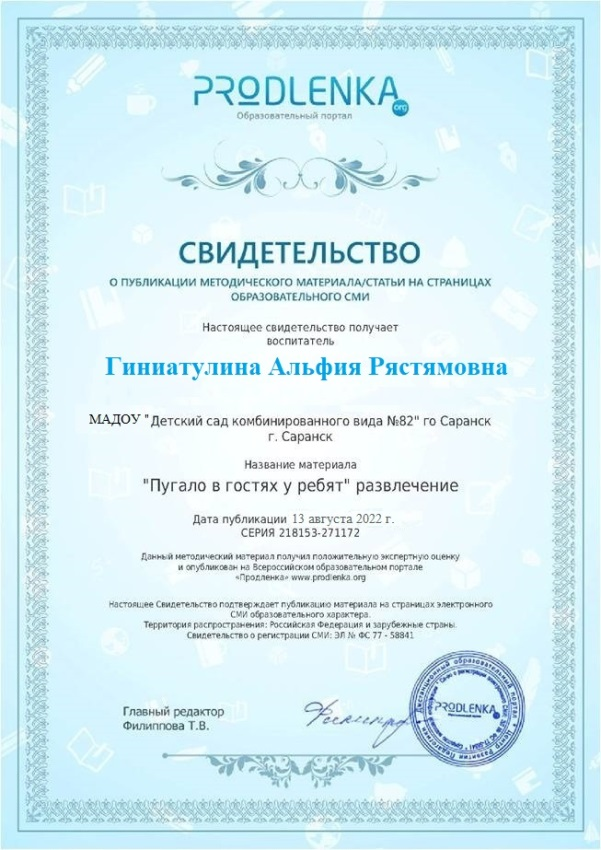 PRODLENKA.org
Образовательный портал
СВИДЕТЕЛЬСТВО
О ПУБЛИКАЦИИ МЕТОДИЧЕСКОГО МАТЕРИАЛА/СТАТЬИ НА СТРАНИЦАХ
ОБРАЗОВАТЕЛЬНОГО СМИ
Настоящее свидетельство получает
воспитатель
Гиниатулина Альфия Рястямовна
МАДОУ "Детский сад комбинированного вида №82" го Саранск
г. Саранск
Название материала
"Пугало в гостях у ребят" развлечение
Дата публикации 13 августа 2022 г.
СЕРИЯ 218153-271172
Данный методический материал получил положительную экспертную оценку
и опубликован на Всероссийском образовательном портале
«Продленка» www.prodlenka.org
Настоящее Свидетельство подтверждает публикацию материала на страницах электронного
СМИ образовательного характера.
Территория распространения: Российская Федерация и зарубежные страны.
Свидетельство о регистрации СМИ: ЭЛ № ФС 77 - 58841
Главный редактор
Филиппова Т.В.
PRODLENKA